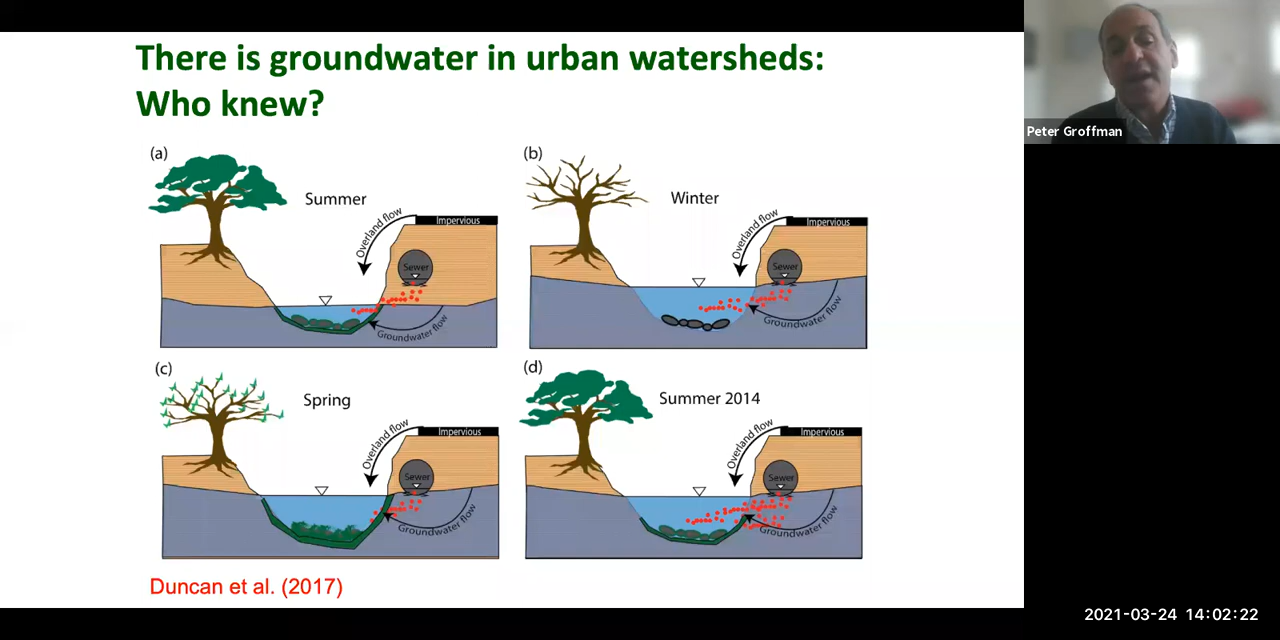 There is groundwater in urban watersheds:
Who knew?
Peter Groffman
(a)
Summer
Overland flow
Impervious
Sewer
Groundwater flow
(b)
Winter
Overland flow
Impervious
Sewer
Groundwater flow
(c)
Spring
Overland flow
Impervious
Sewer
Groundwater flow
(d)
Summer 2014
Overland flow
Impervious
Sewer
Groundwater flow
Duncan et al. (2017)
2021-03-24 14:02:22